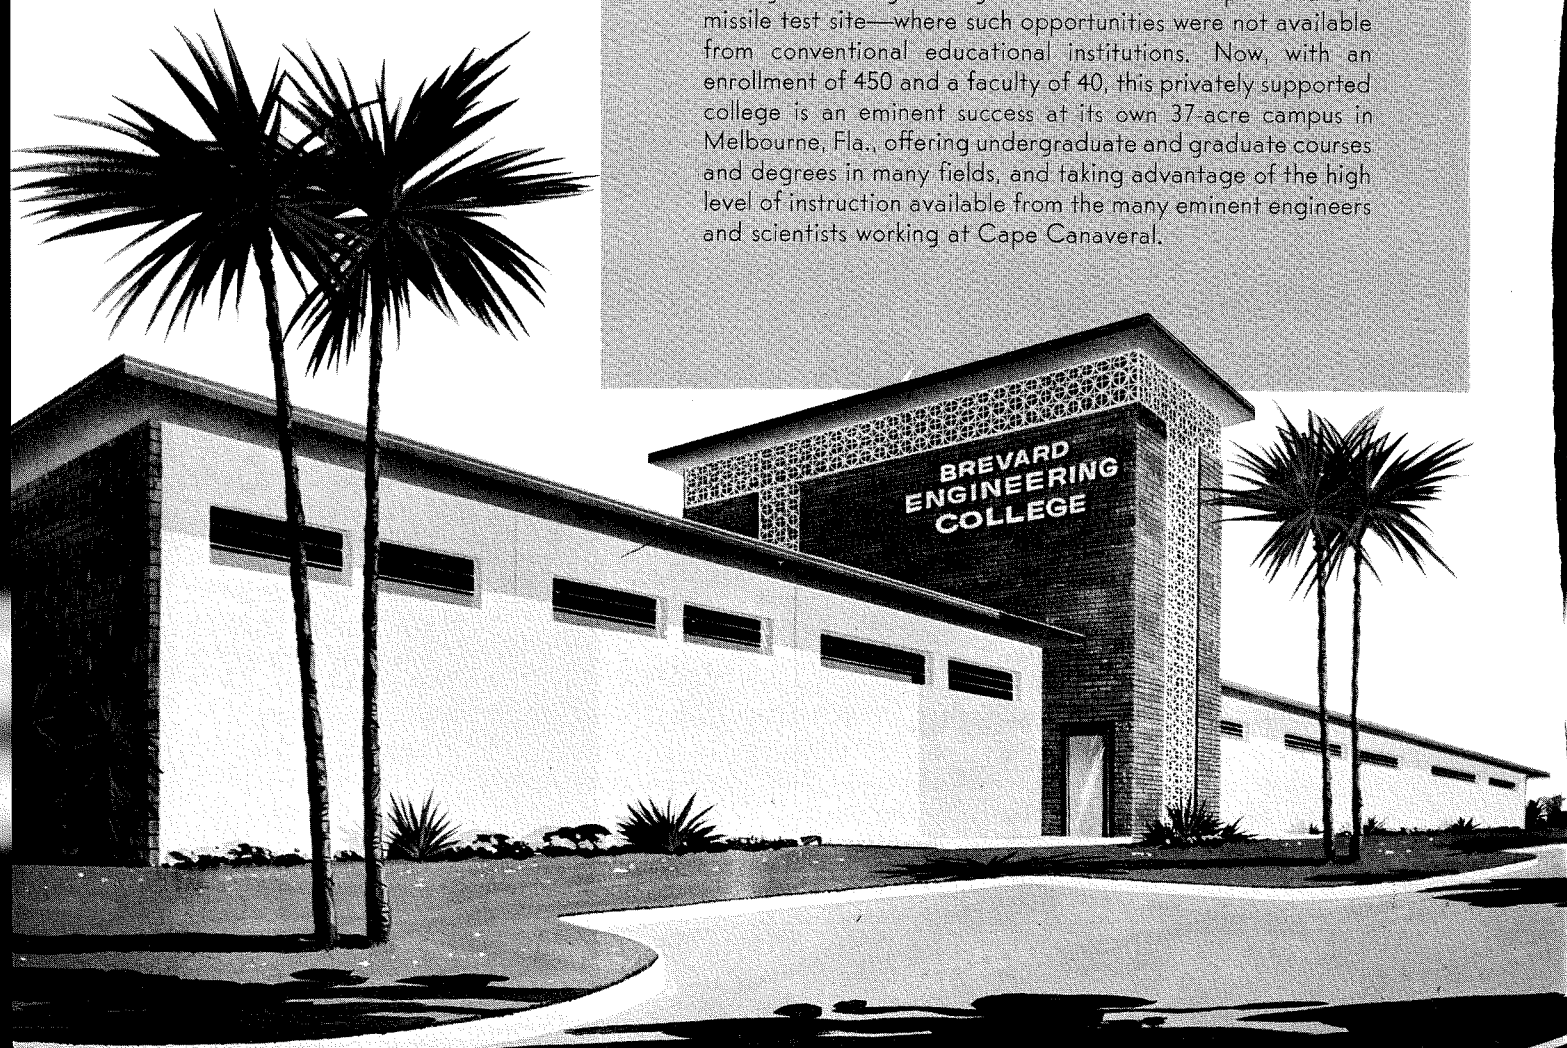 missile test site—where such opportunities were not available
from conventional educational institutions. Now, with an
enrollment of 450 and a faculty of 40, this privately supported
college is an eminent success at its own 37-acre campus in
Melbourne, Fla., offering undergraduate and graduate courses
and degrees in many fields, and taking advantage of the high
level of instruction available from the many eminent engineers
and scientists working at Cape Canaveral.
BREVARD
ENGINEERING
COLLEGE